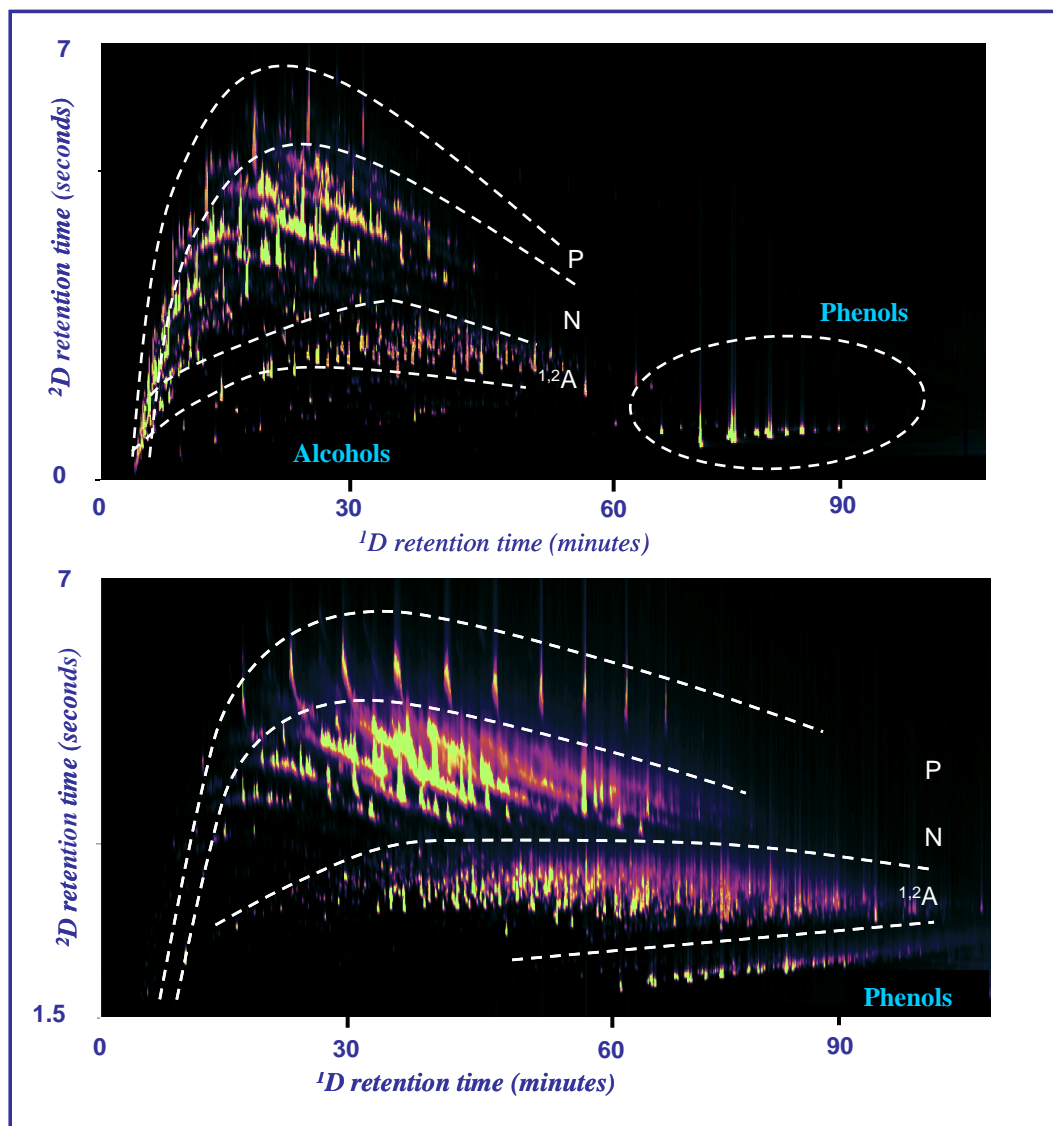 7
²D retention time (seconds)
P
N
Phenols
¹,²A
Alcohols
0
0
30
60
90
¹D retention time (minutes)
7
²D retention time (seconds)
P
N
¹,²A
Phenols
1.5
0
30
60
90
¹D retention time (minutes)